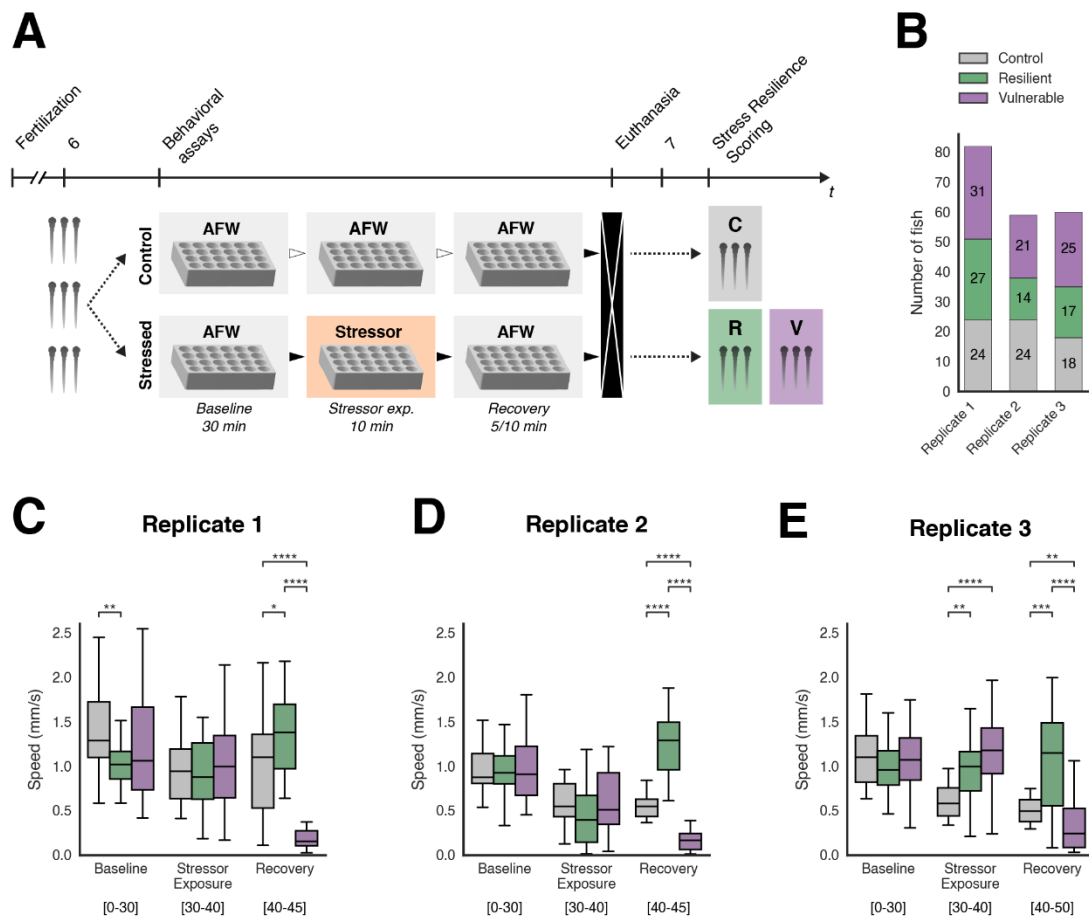 A
Fertilization
6
Behavioral
assays
Euthanasia
7
Stress Resilience
Scoring
t
Control
AFW
AFW
AFW
C
Stressed
AFW
Stressor
AFW
R
V
Baseline
30 min
Stressor exp.
10 min
Recovery
5/10 min
B
Control
Resilient
Vulnerable
Number of fish
80
70
60
50
40
30
20
10
0
31
27
24
21
14
24
25
17
18
Replicate 1
Replicate 2
Replicate 3
C
Replicate 1
Speed (mm/s)
2.5
2.0
1.5
1.0
0.5
0.0
**
*
****
****
Baseline
Stressor
Exposure
Recovery
[0-30]
[30-40]
[40-45]
D
Replicate 2
Speed (mm/s)
2.5
2.0
1.5
1.0
0.5
0.0
****
****
****
Baseline
Stressor
Exposure
Recovery
[0-30]
[30-40]
[40-45]
E
Replicate 3
Speed (mm/s)
2.5
2.0
1.5
1.0
0.5
0.0
****
**
**
****
***
Baseline
Stressor
Exposure
Recovery
[0-30]
[30-40]
[40-50]